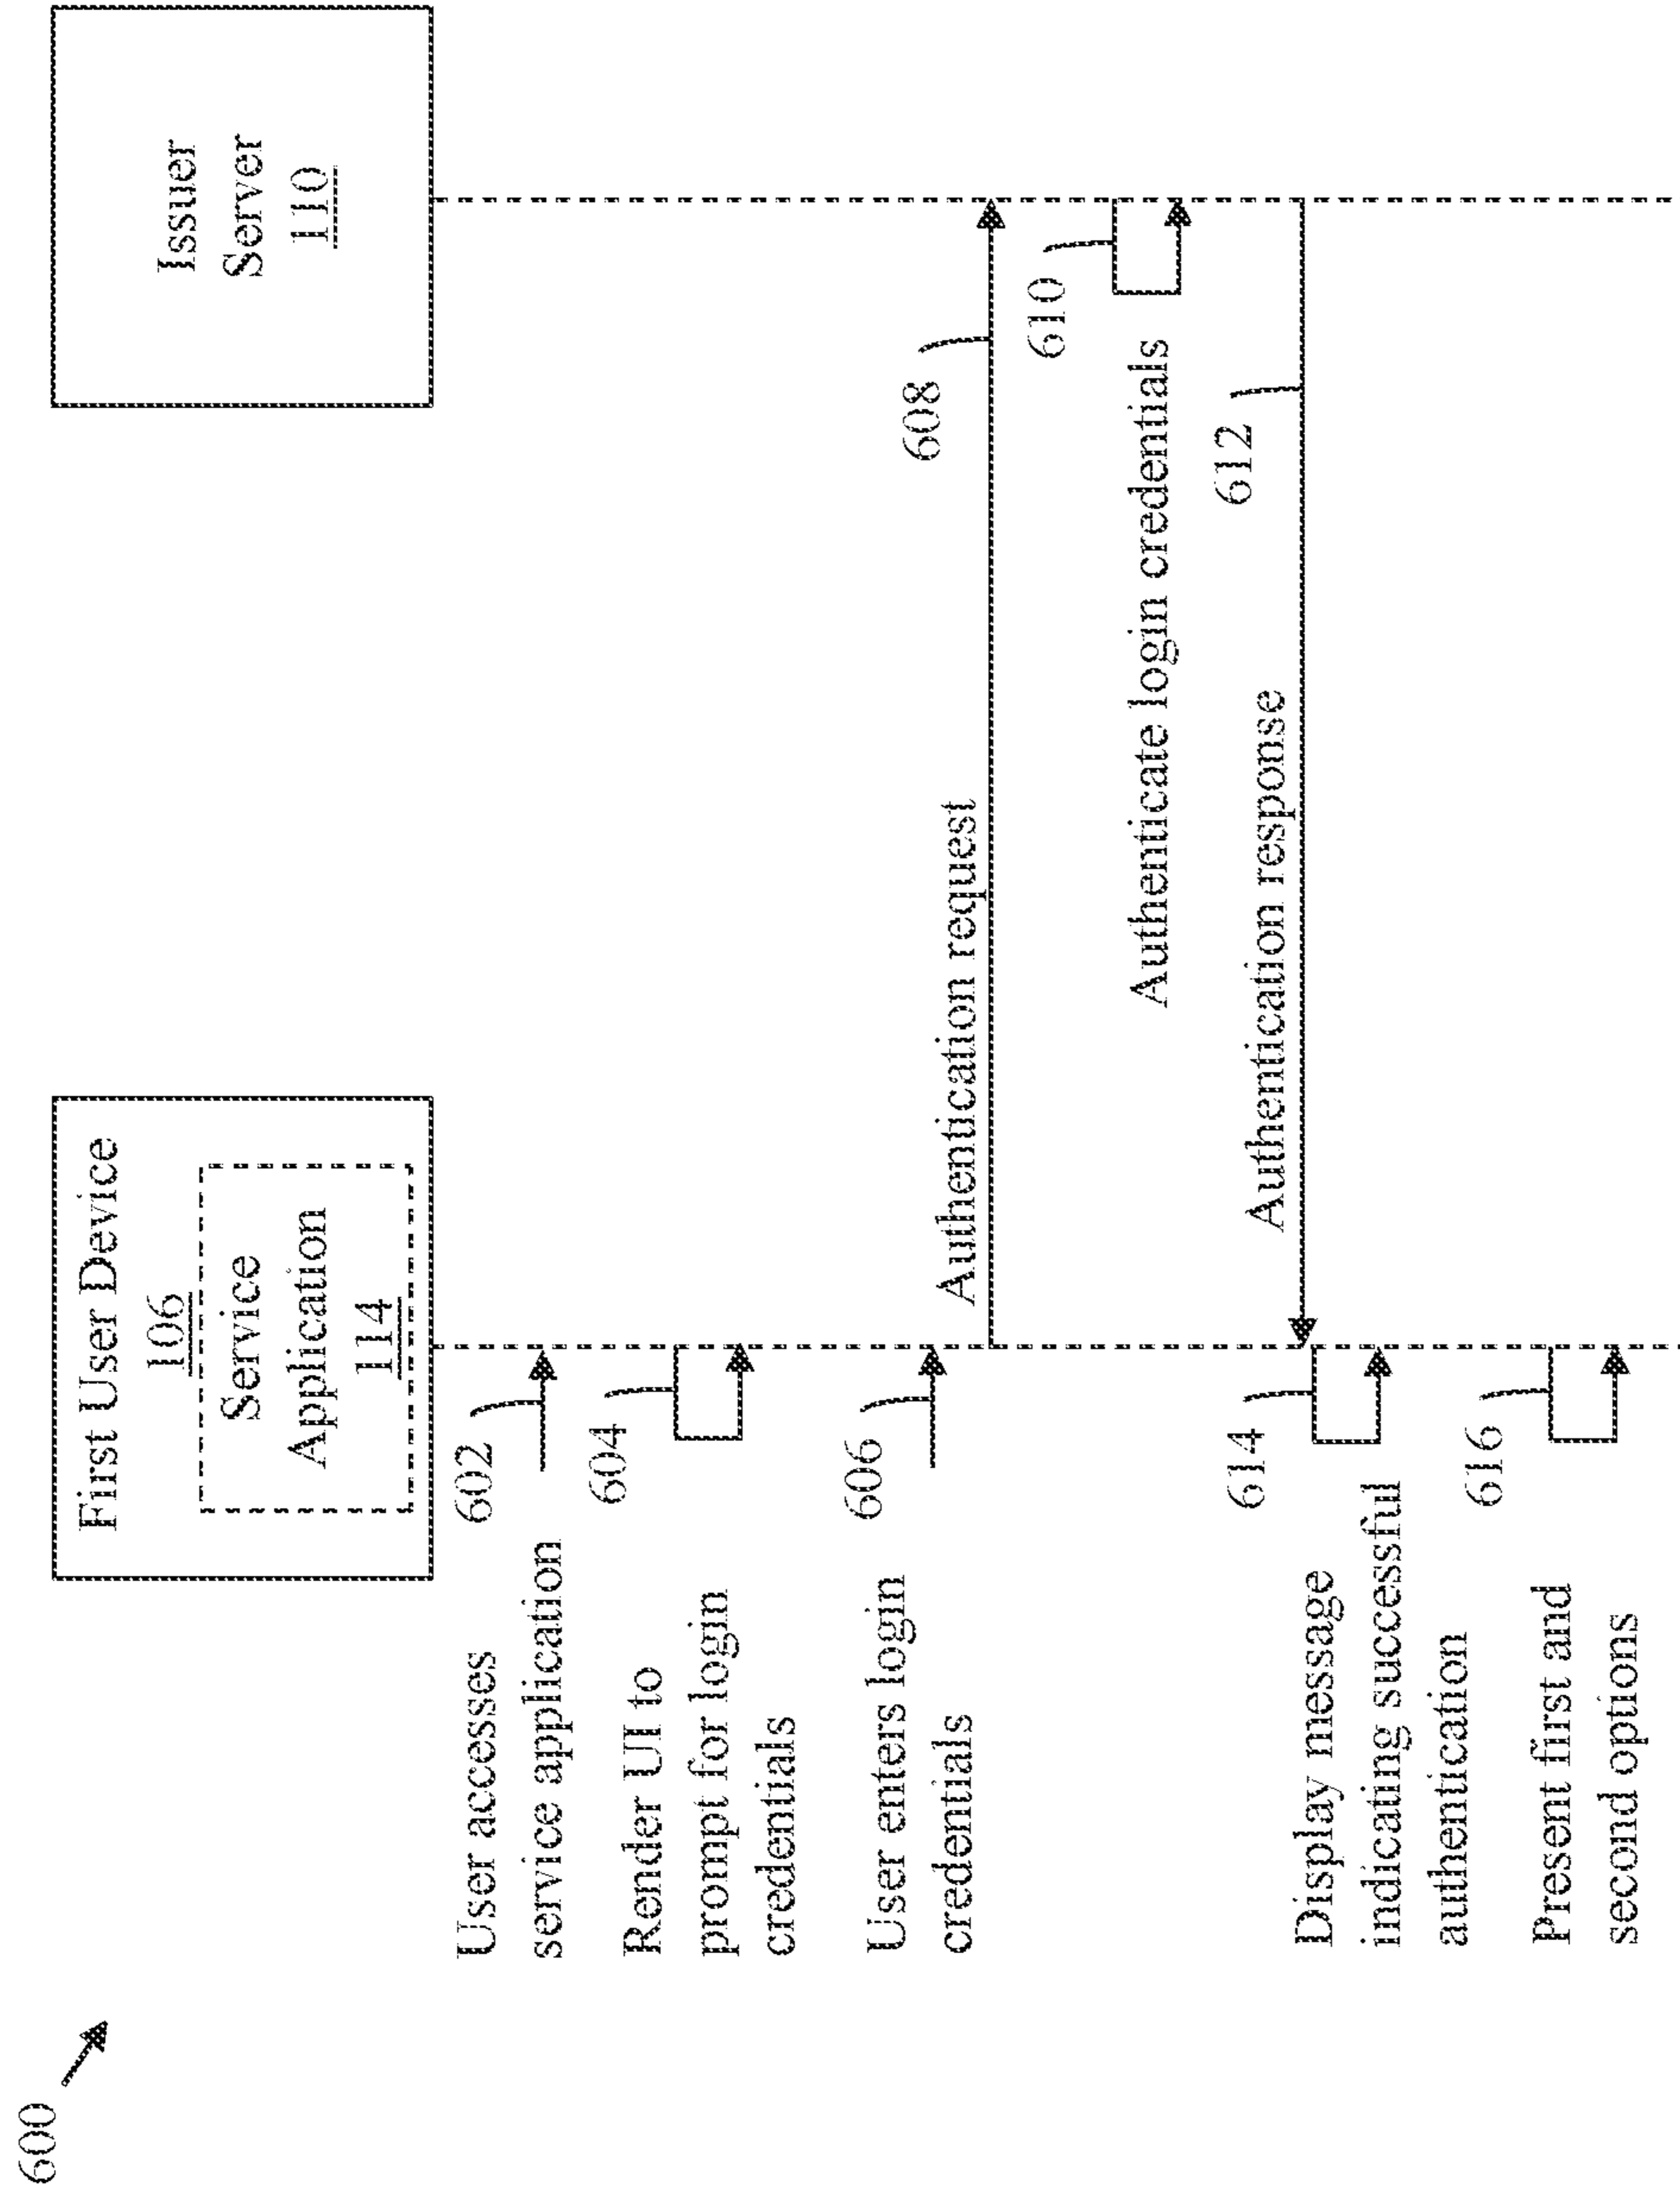 600
First User Device
106
Service
Application
114
Issuer
Server
110
602
User accesses
service application
604
Render UI to
prompt for login
credentials
606
User enters login
credentials
Authentication request
608
610
Authenticate login credentials
612
Authentication response
614
Display message
indicating successful
authentication
616
Present first and
second options